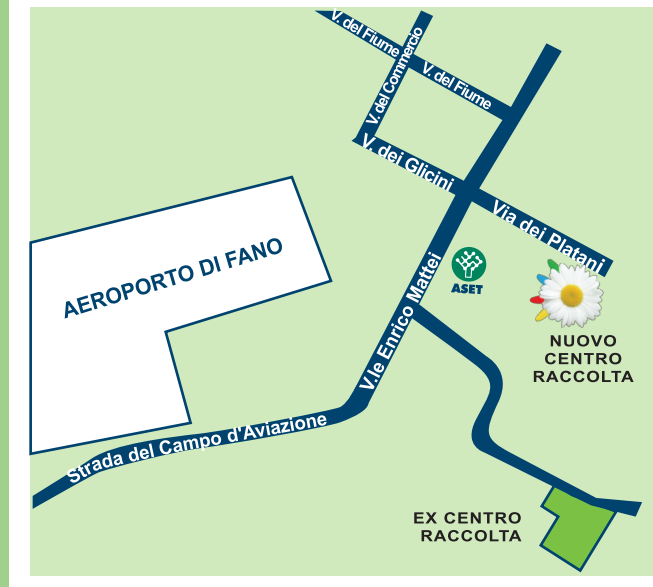 V. del Fiume
V. del Commercio
V. del Fiume
V. dei Glicini
Via dei Platani
AEROPORTO DI FANO
V.le Enrico Mattei
ASET
NUOVO
CENTRO
RACCOLTA
Strada del Campo d'Aviazione
EX CENTRO
RACCOLTA